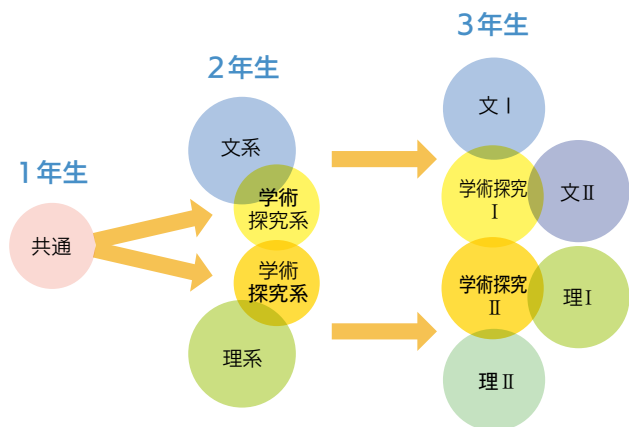 1年生
共通
2年生
文系
学術
探究系
学術
探究系
理系
3年生
文Ⅰ
学術探究
Ⅰ
文Ⅱ
学術探究
Ⅱ
理Ⅰ
理Ⅱ